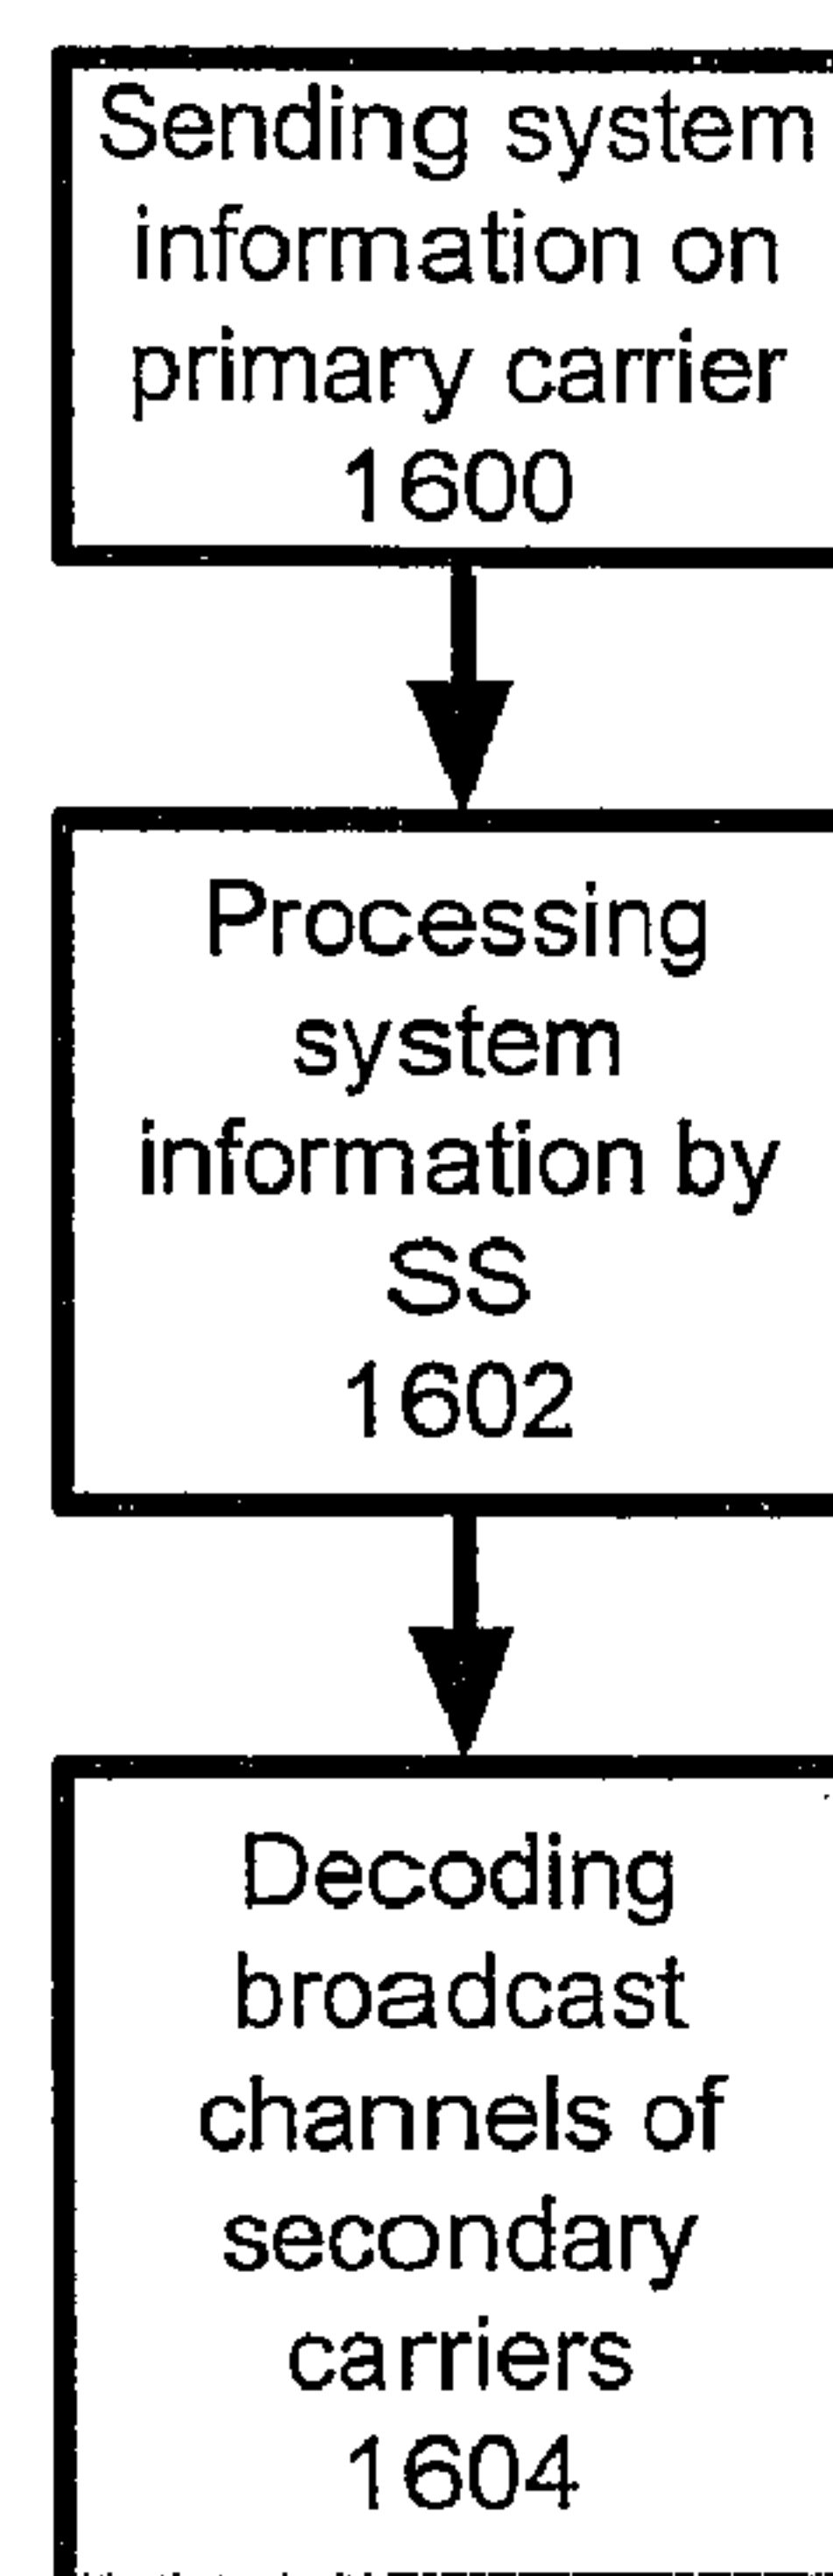 Sending system
information on
primary carrier
1600
Processing
system
information by
SS
1602
Decoding
broadcast
channels of
secondary
carriers
1604